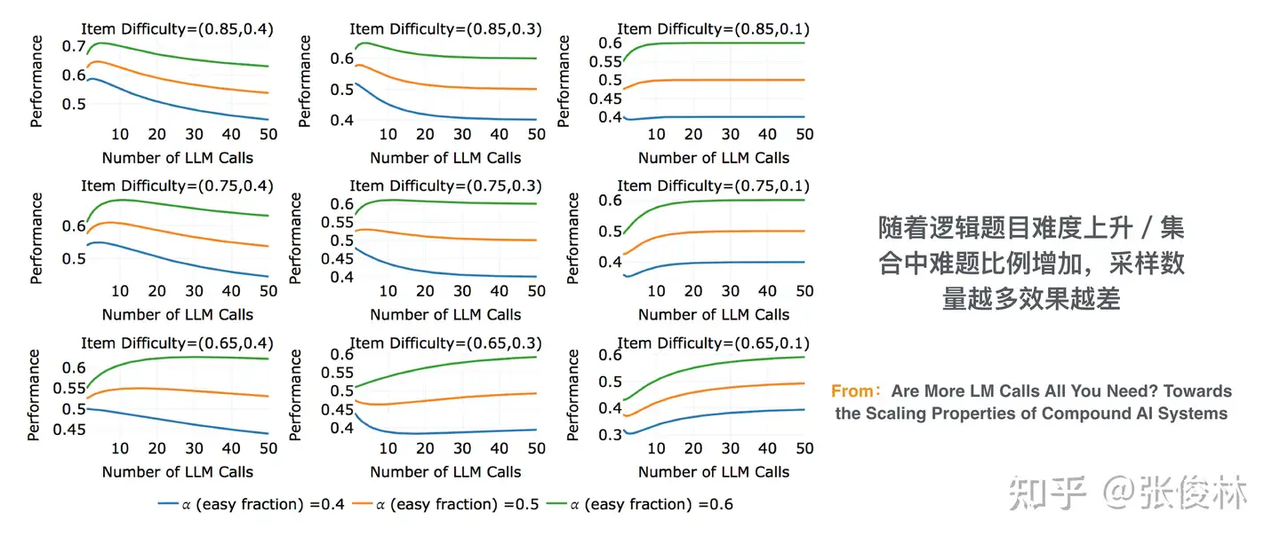 Item Difficulty=(0.85,0.4)
Performance
0.7
0.6
0.5
10 20 30 40 50
Number of LLM Calls
Item Difficulty=(0.85,0.3)
Performance
0.6
0.5
0.4
10 20 30 40 50
Number of LLM Calls
Item Difficulty=(0.85,0.1)
Performance
0.6
0.55
0.5
0.45
0.4
10 20 30 40 50
Number of LLM Calls
Item Difficulty=(0.75,0.4)
Performance
0.6
0.5
10 20 30 40 50
Number of LLM Calls
Item Difficulty=(0.75,0.3)
Performance
0.6
0.55
0.5
0.45
0.4
10 20 30 40 50
Number of LLM Calls
Item Difficulty=(0.75,0.1)
Performance
0.6
0.5
0.4
10 20 30 40 50
Number of LLM Calls
Item Difficulty=(0.65,0.4)
Performance
0.6
0.55
0.5
0.45
10 20 30 40 50
Number of LLM Calls
Item Difficulty=(0.65,0.3)
Performance
0.6
0.5
0.4
10 20 30 40 50
Number of LLM Calls
Item Difficulty=(0.65,0.1)
Performance
0.6
0.5
0.4
0.3
10 20 30 40 50
Number of LLM Calls
α (easy fraction) =0.4 α (easy fraction) =0.5 α (easy fraction) =0.6
随着逻辑题目难度上升 / 集
合中难题比例增加，采样数
量越多效果越差
From：Are More LM Calls All You Need? Towards
the Scaling Properties of Compound AI Systems
知乎 @张俊林